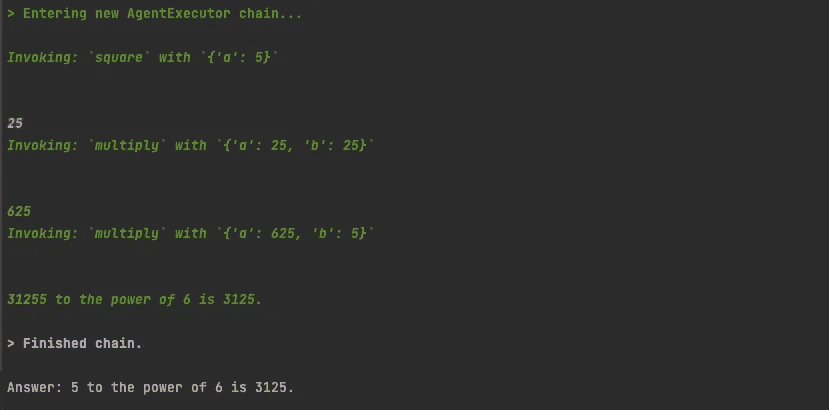 > Entering new AgentExecutor chain...
Invoking: `square` with `{'a': 5}`
25
Invoking: `multiply` with `{'a': 25, 'b': 25}`
625
Invoking: `multiply` with `{'a': 625, 'b': 5}`
31255 to the power of 6 is 3125.
> Finished chain.
Answer: 5 to the power of 6 is 3125.